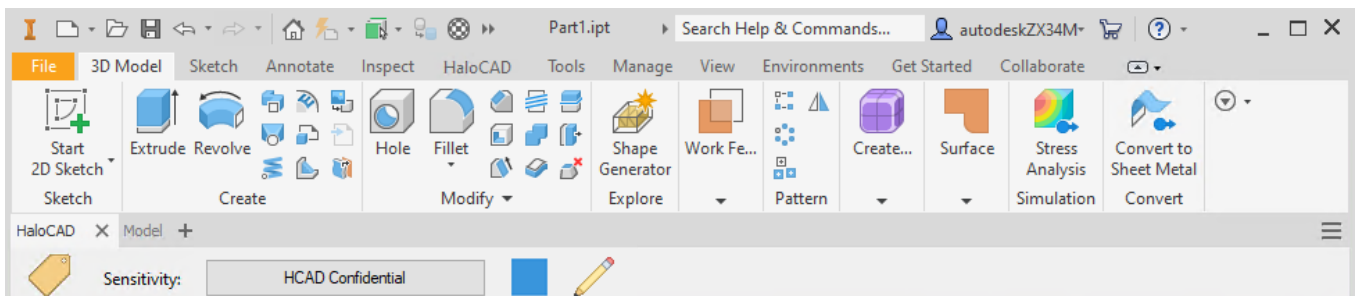 Part1.ipt Search Help & Commands... autodeskZX34M
File 3D Model Sketch Annotate Inspect HaloCAD Tools Manage View Environments Get Started Collaborate
Start
2D Sketch
Extrude Revolve
Hole
Fillet
Shape
Generator
Work Fe...
Create...
Surface
Stress
Analysis
Convert to
Sheet Metal
Sketch Create Modify Explore Pattern Simulation Convert
HaloCAD Model
Sensitivity: HCAD Confidential